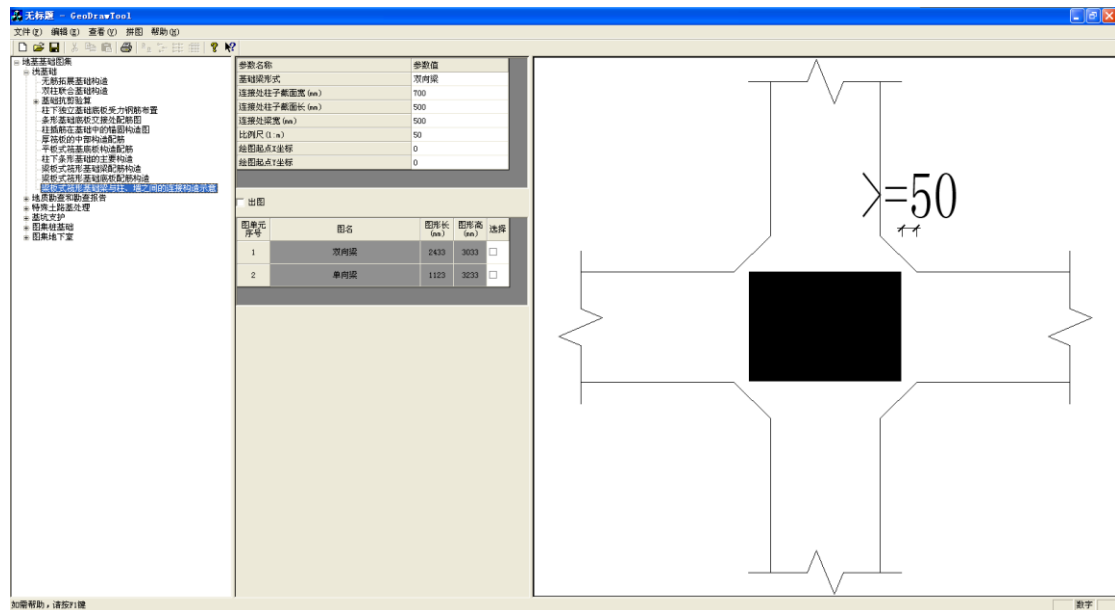 无标题 - GeoDrawTool
文件(F) 编辑(E) 查看(V) 拼图 帮助(H)
地基基础图集
浅基础
无筋拓展基础构造
双柱联合基础构造
基础抗剪验算
柱下独立基础底板受力钢筋布置
条形基础底板交接处配筋图
柱插筋在基础中的锚固构造图
厚筏板的中部构造配筋
平板式筏基底板构造配筋
柱下条形基础的主要构造
梁板式筏形基础梁配筋构造
梁板式筏形基础底板配筋构造
梁板式筏形基础梁与柱、墙之间的连接构造示意
地质勘查和勘查报告
特殊土路基处理
基坑支护
图集桩基础
图集地下室
参数名称 参数值
基础梁形式 双向梁
连接处柱子截面宽(mm) 700
连接处柱子截面长(mm) 500
连接处梁宽(mm) 500
比例尺(1:n) 50
绘图起点X坐标 0
绘图起点Y坐标 0
出图
图单元序号 图名 图形长(mm) 图形高(mm) 选择
1 双向梁 2433 3033
2 单向梁 1123 3233
>=50
如需帮助，请按F1键
数字